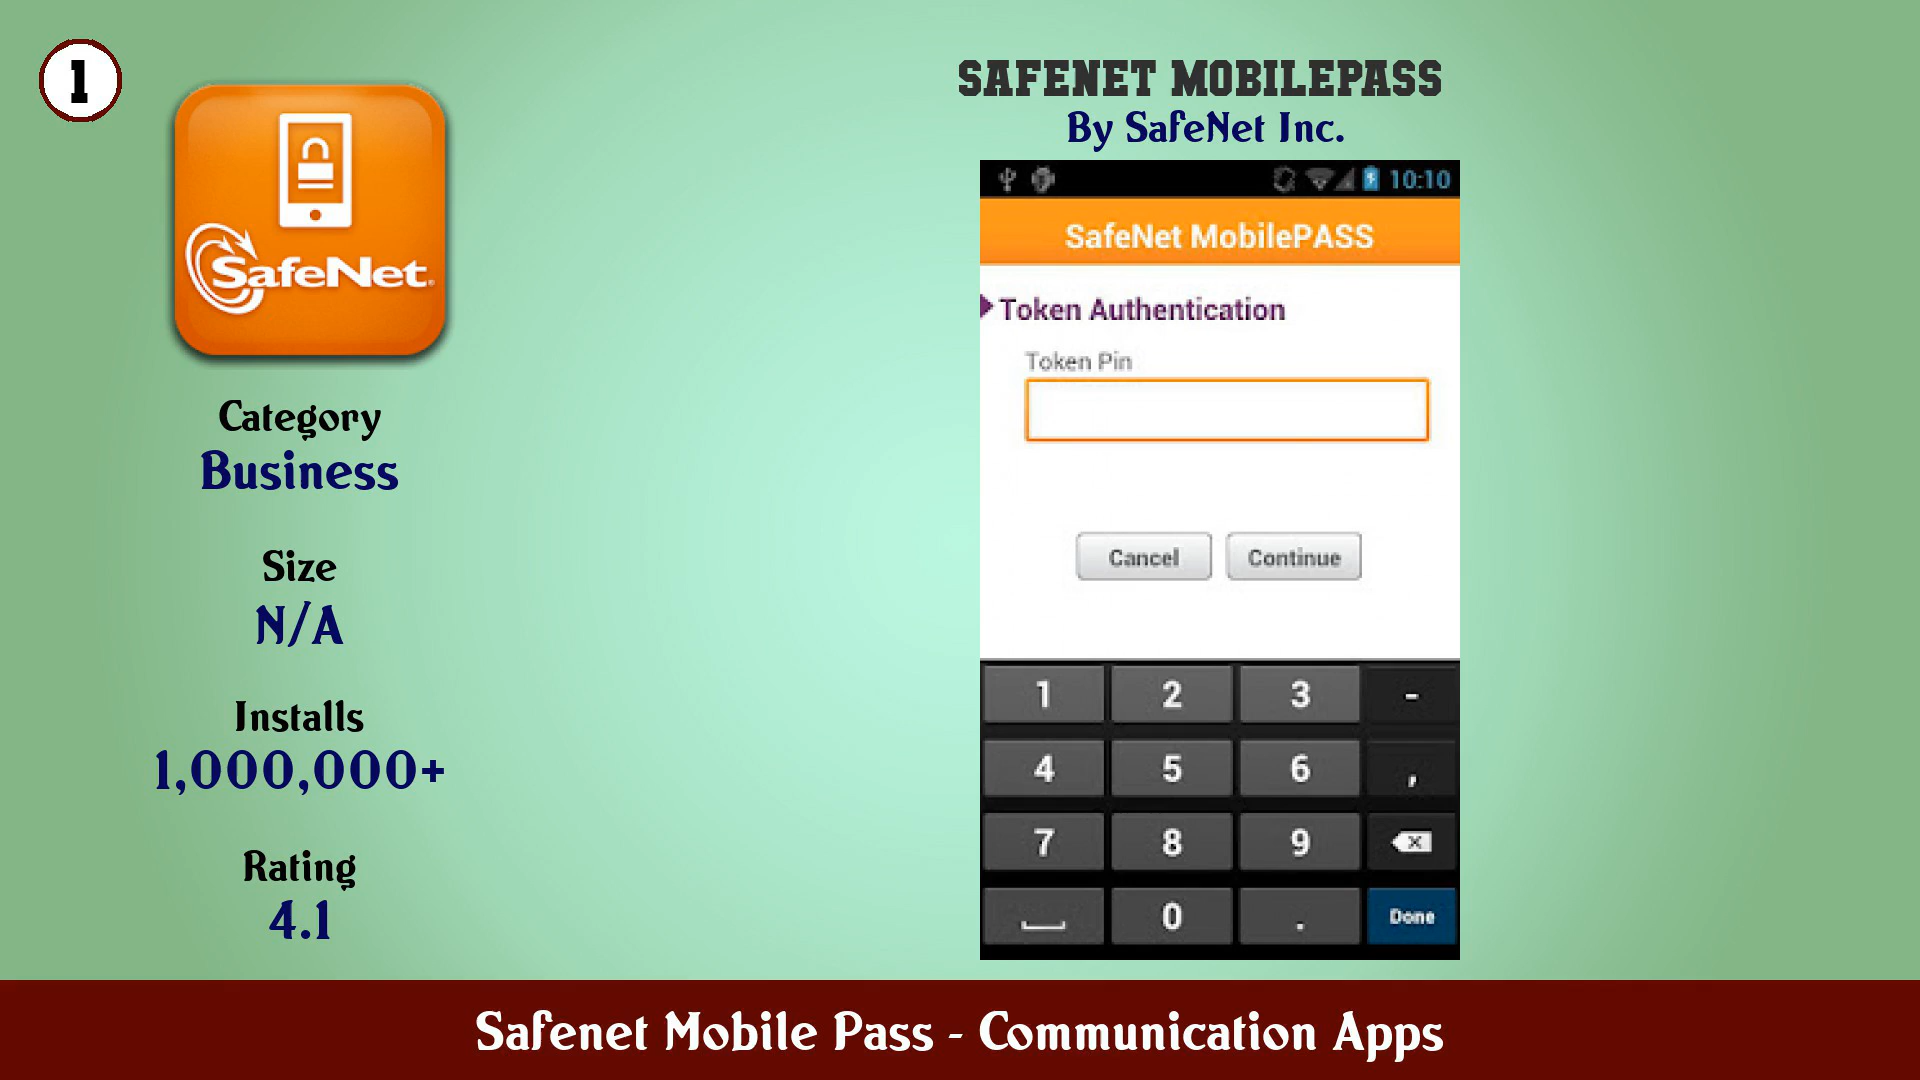 1
SafeNet®
Category
Business
Size
N/A
Installs
1,000,000+
Rating
4.1
SAFENET MOBILEPASS
By SafeNet Inc.
10:10
SafeNet MobilePASS
Token Authentication
Token Pin
Cancel Continue
1 2 3 -
4 5 6 ,
7 8 9
0 . Done
Safenet Mobile Pass - Communication Apps